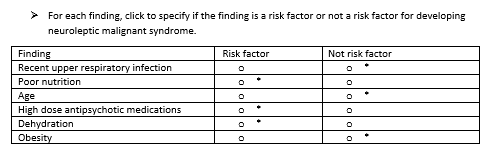 ➢ For each finding, click to specify if the finding is a risk factor or not a risk factor for developing
neuroleptic malignant syndrome.
Finding Risk factor Not risk factor
Recent upper respiratory infection o o *
Poor nutrition o * o
Age o o *
High dose antipsychotic medications o * o
Dehydration o * o
Obesity o o *